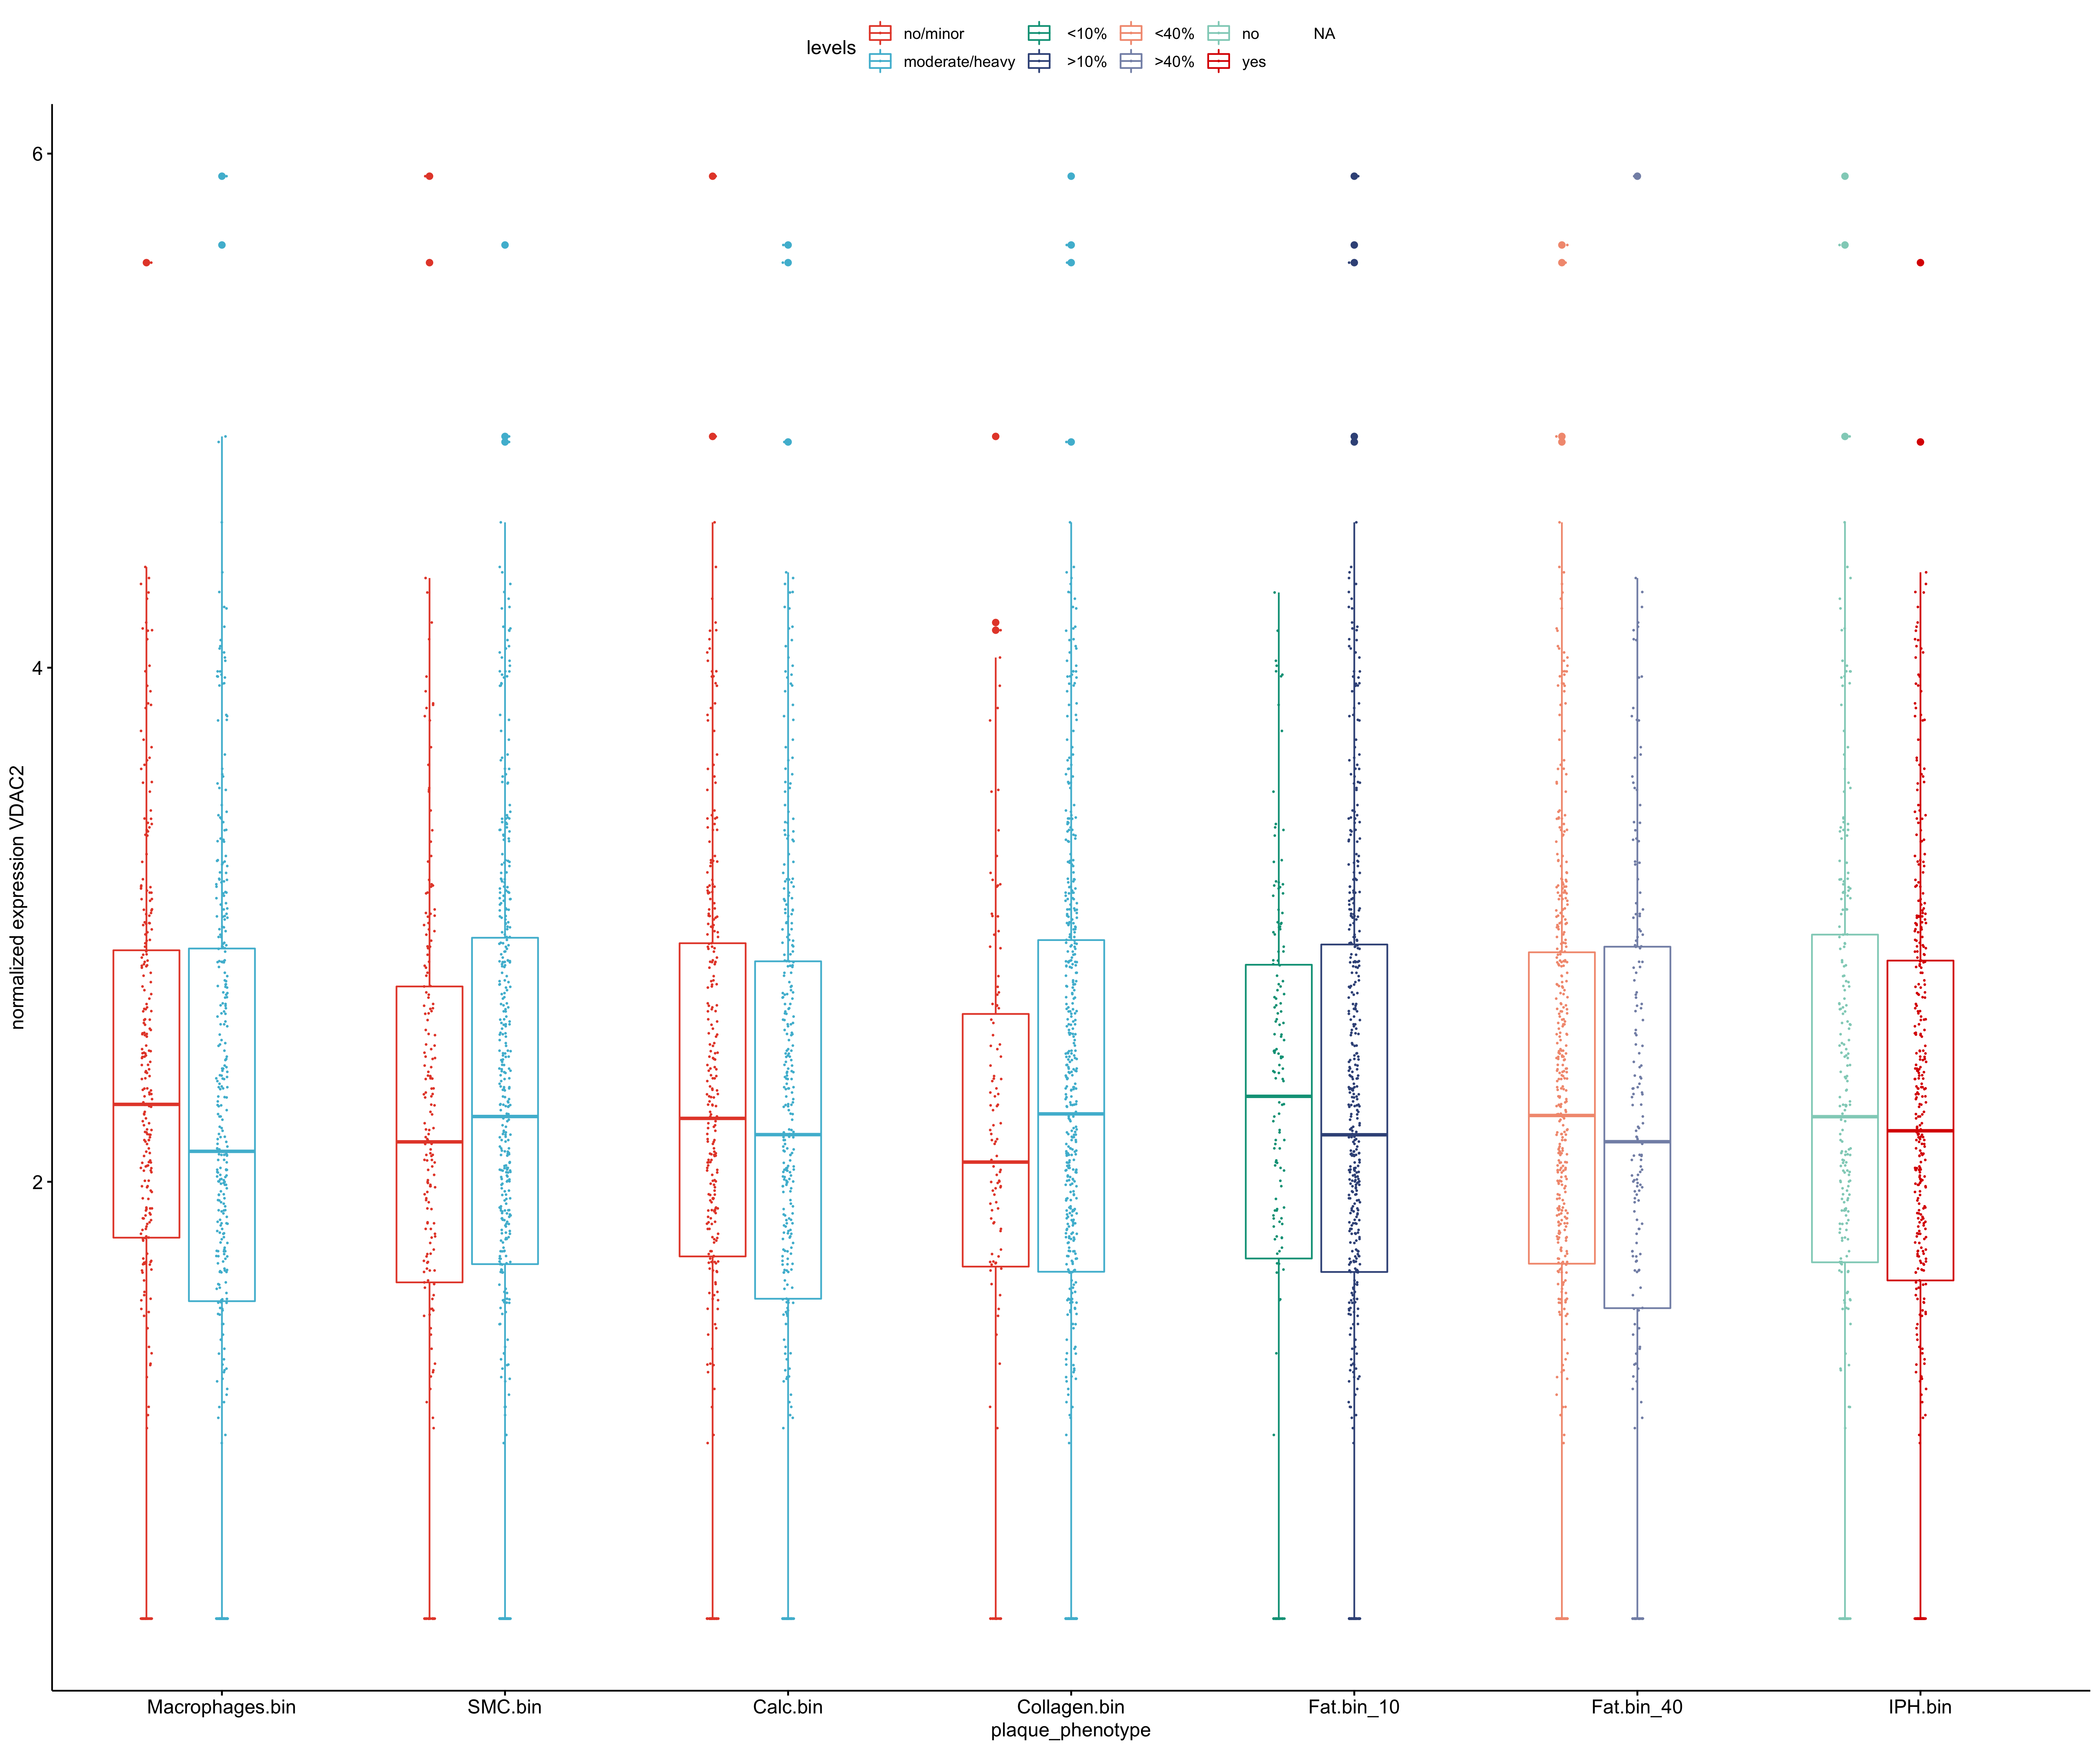 levels
no/minor <10% <40% no NA
moderate/heavy >10% >40% yes
6
4
2
normalized expression VDAC2
Macrophages.bin SMC.bin Calc.bin Collagen.bin Fat.bin_10 Fat.bin_40 IPH.bin
plaque_phenotype